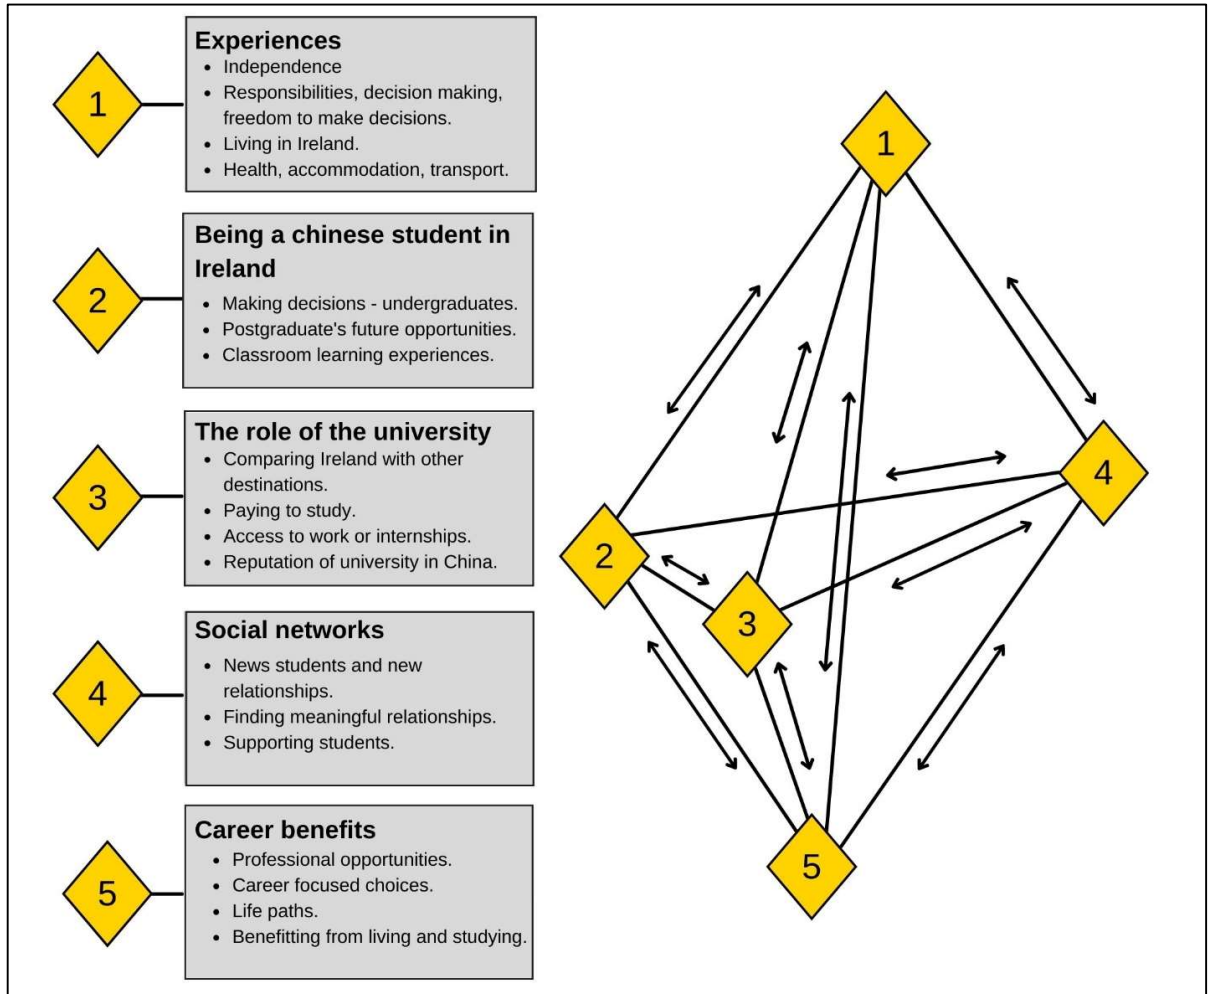 1
Experiences
• Independence
• Responsibilities, decision making,
freedom to make decisions.
• Living in Ireland.
• Health, accommodation, transport.
2
Being a chinese student in
Ireland
• Making decisions - undergraduates.
• Postgraduate's future opportunities.
• Classroom learning experiences.
3
The role of the university
• Comparing Ireland with other
destinations.
• Paying to study.
• Access to work or internships.
• Reputation of university in China.
4
Social networks
• News students and new
relationships.
• Finding meaningful relationships.
• Supporting students.
5
Career benefits
• Professional opportunities.
• Career focused choices.
• Life paths.
• Benefitting from living and studying.
1
4
2
3
5